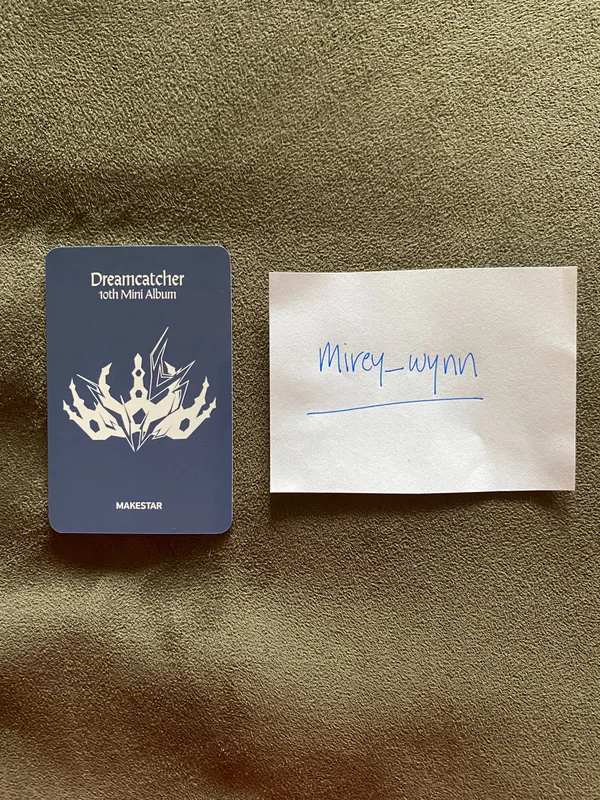 Dreamcatcher
10th Mini Album
MAKESTAR
mirey_wynn